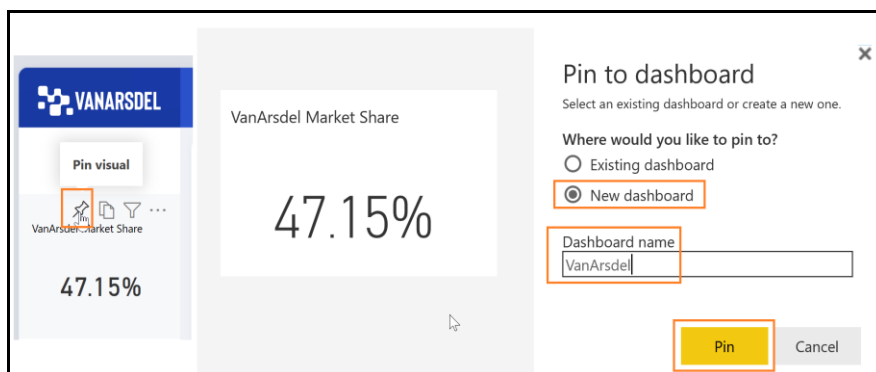 VANARSDEL
Pin visual
VanArsdel Market Share
47.15%
VanArsdel Market Share
47.15%
Pin to dashboard
Select an existing dashboard or create a new one.
Where would you like to pin to?
Existing dashboard
New dashboard
Dashboard name
VanArsdel
Pin
Cancel